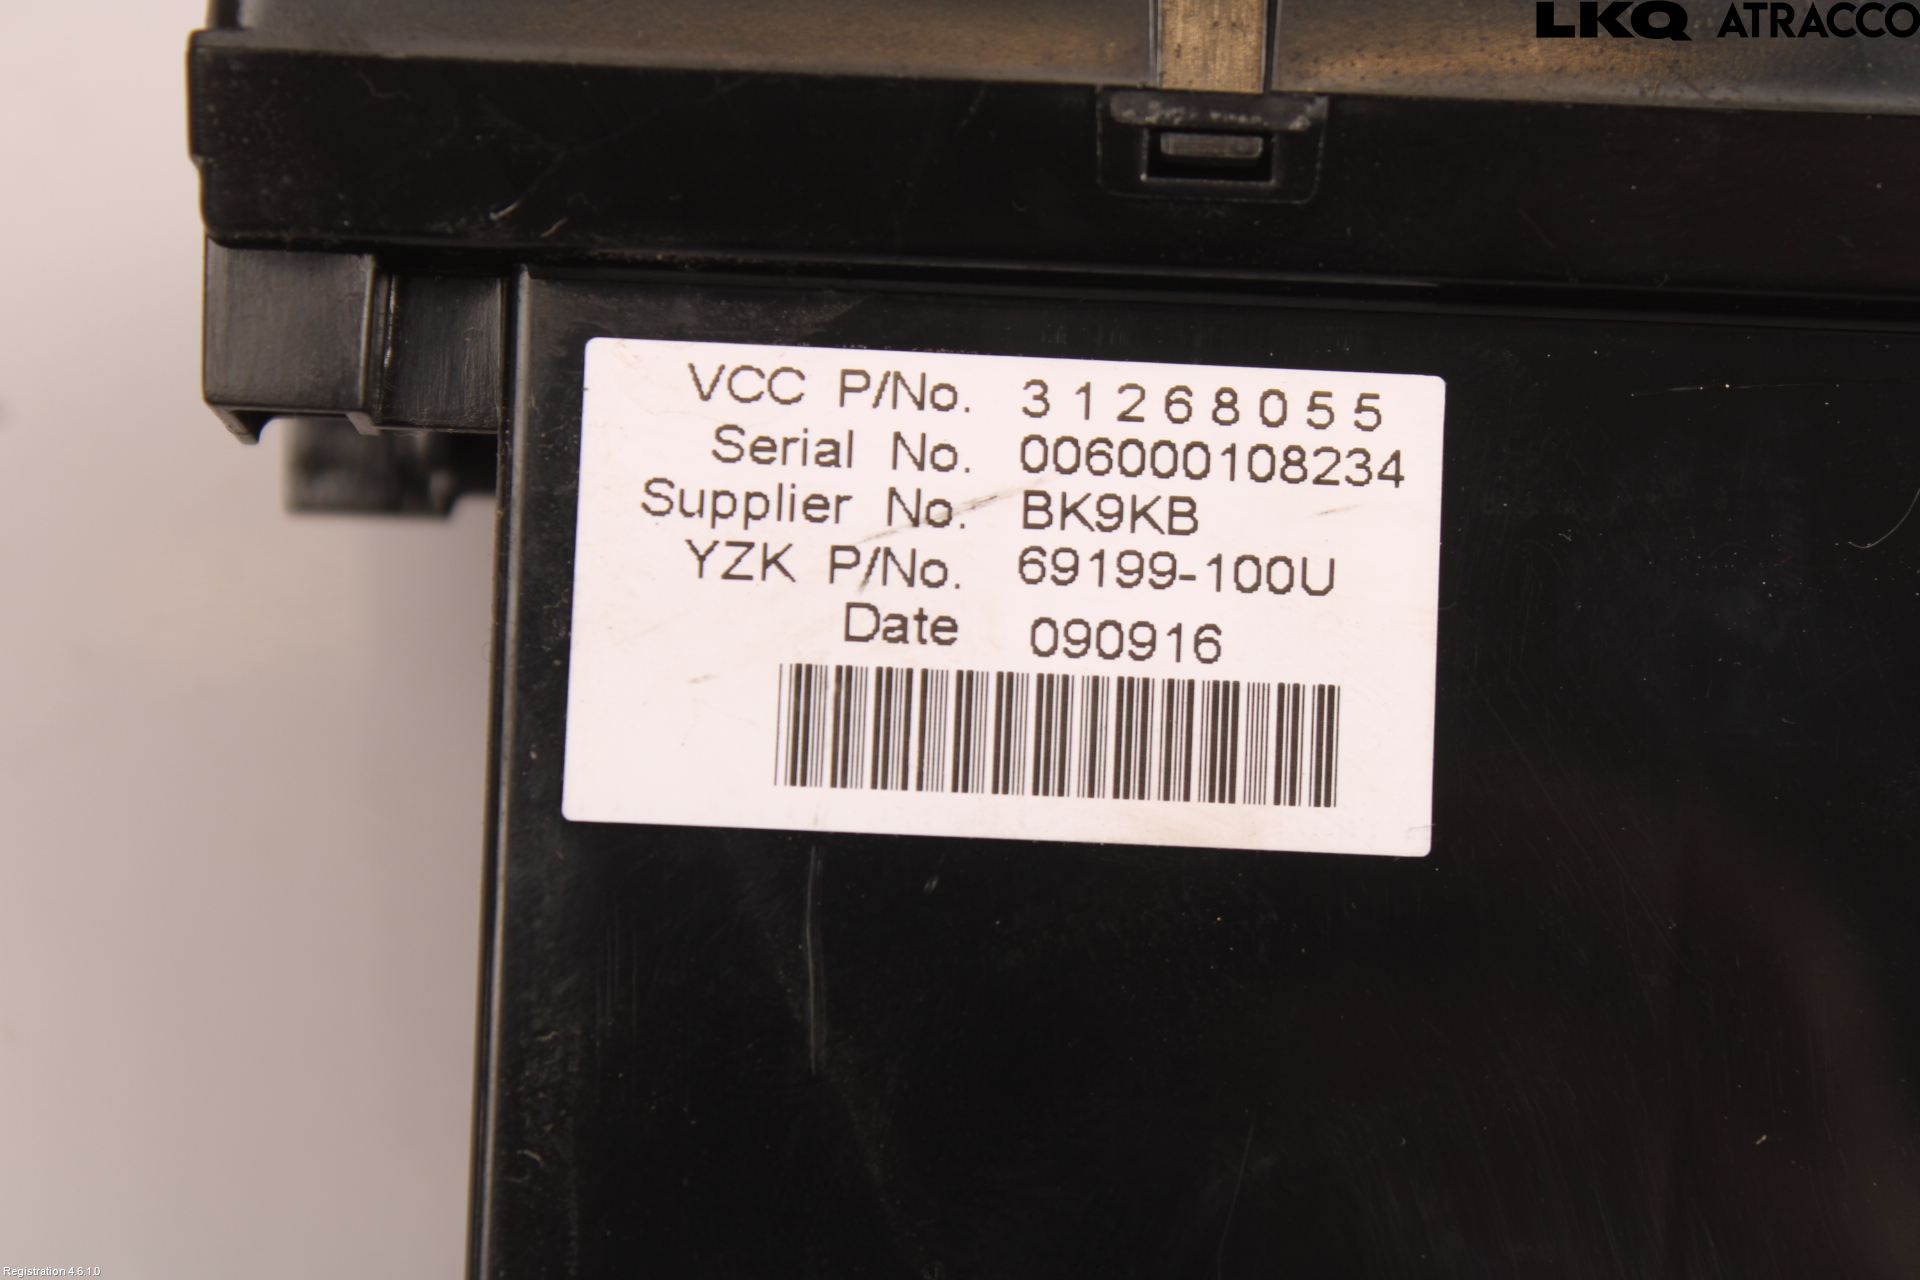 LKQ ATRACCO
VCC P/No. 31268055
Serial No. 006000108234
Supplier No. BK9KB
YZK P/No. 69199-100U
Date 090916
Registration 4.6.1.0